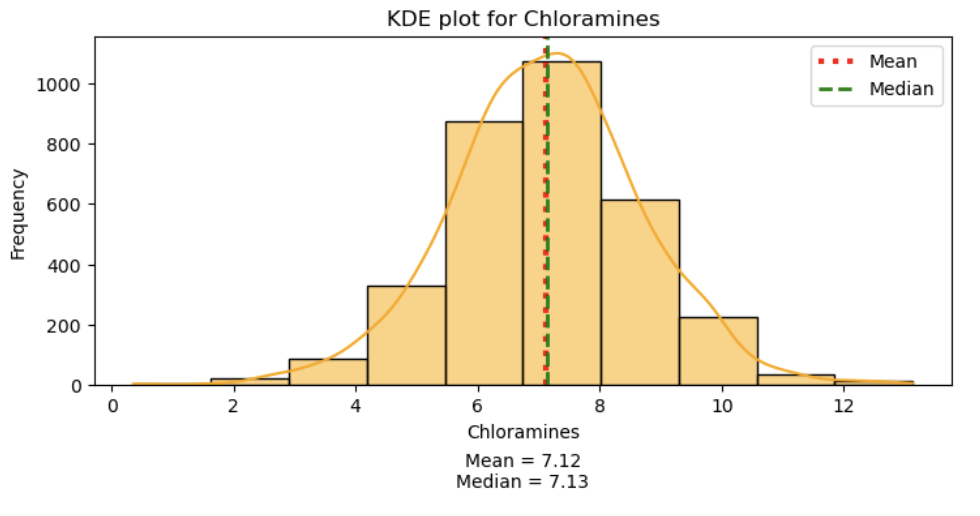 KDE plot for Chloramines
Mean
Median
1000
800
600
400
200
0
Frequency
0 2 4 6 8 10 12
Chloramines
Mean = 7.12
Median = 7.13